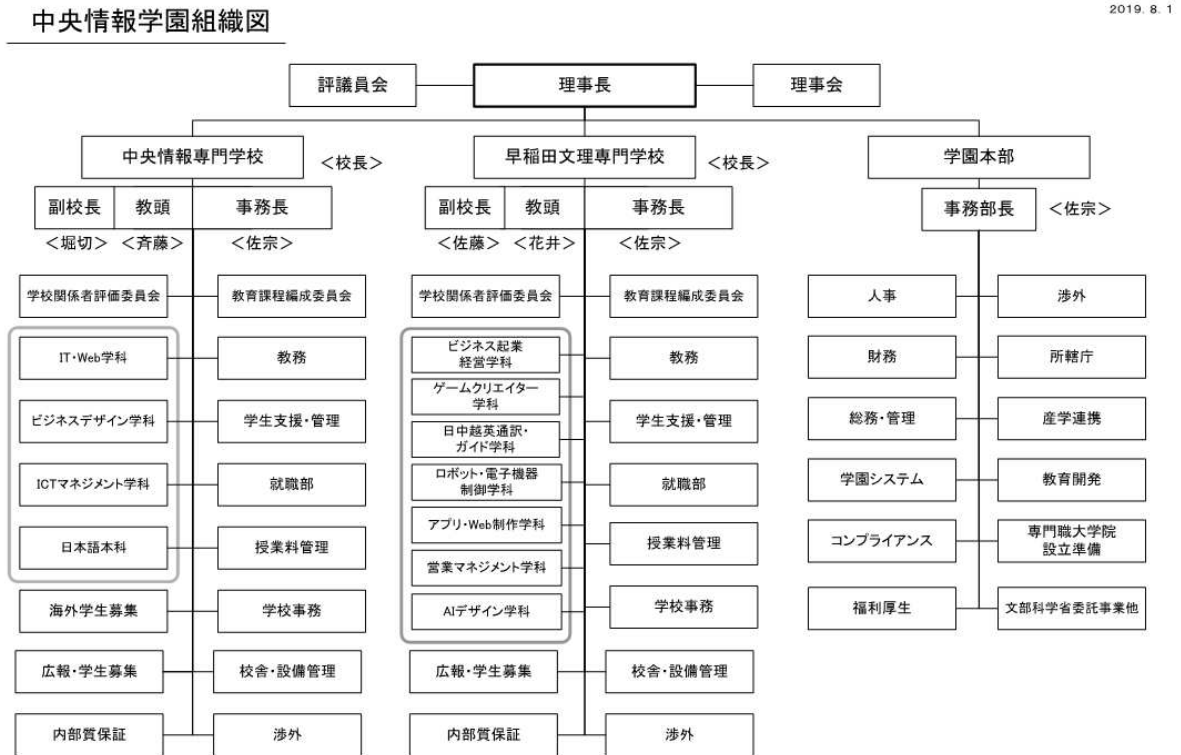 2019. 8. 1
中央情報学園組織図
評議員会
理事長
理事会
中央情報専門学校
<校長>
早稲田文理専門学校
<校長>
学園本部
副校長
教頭
事務長
副校長
教頭
事務長
事務部長
<佐宗>
<堀切>
<斉藤>
<佐宗>
<佐藤>
<花井>
<佐宗>
学校関係者評価委員会
教育課程編成委員会
IT・Web学科
教務
ビジネスデザイン学科
学生支援・管理
ICTマネジメント学科
就職部
日本語本科
授業料管理
海外学生募集
学校事務
広報・学生募集
校舎・設備管理
内部質保証
渉外
学校関係者評価委員会
教育課程編成委員会
ビジネス起業
経営学科
教務
ゲームクリエイター
学科
学生支援・管理
日中越英通訳・
ガイド学科
ロボット・電子機器
制御学科
就職部
アプリ・Web制作学科
授業料管理
営業マネジメント学科
AIデザイン学科
学校事務
広報・学生募集
校舎・設備管理
内部質保証
渉外
人事
渉外
財務
所轄庁
総務・管理
産学連携
学園システム
教育開発
コンプライアンス
専門職大学院
設立準備
福利厚生
文部科学省委託事業他